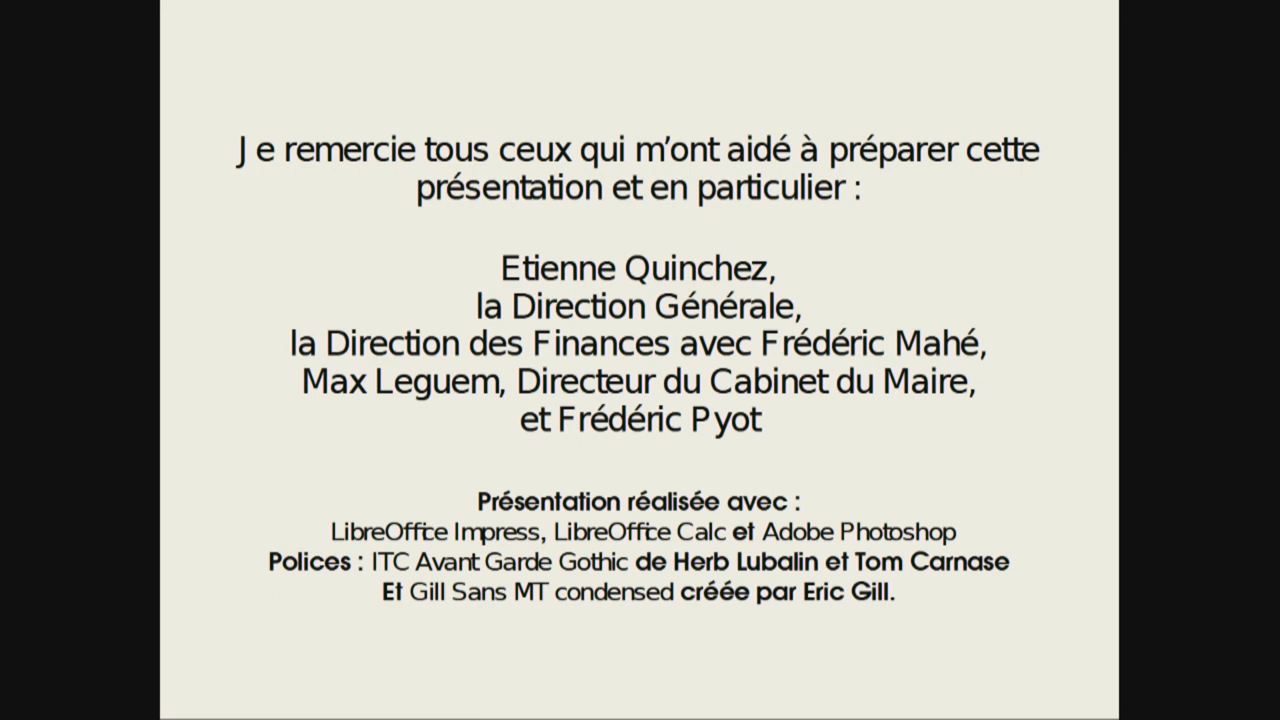 Je remercie tous ceux qui m’ont aidé à préparer cette
présentation et en particulier :
Etienne Quinchez,
la Direction Générale,
la Direction des Finances avec Frédéric Mahé,
Max Leguem, Directeur du Cabinet du Maire,
et Frédéric Pyot
Présentation réalisée avec :
LibreOffice Impress, LibreOffice Calc et Adobe Photoshop
Polices : ITC Avant Garde Gothic de Herb Lubalin et Tom Carnase
Et Gill Sans MT condensed créée par Eric Gill.